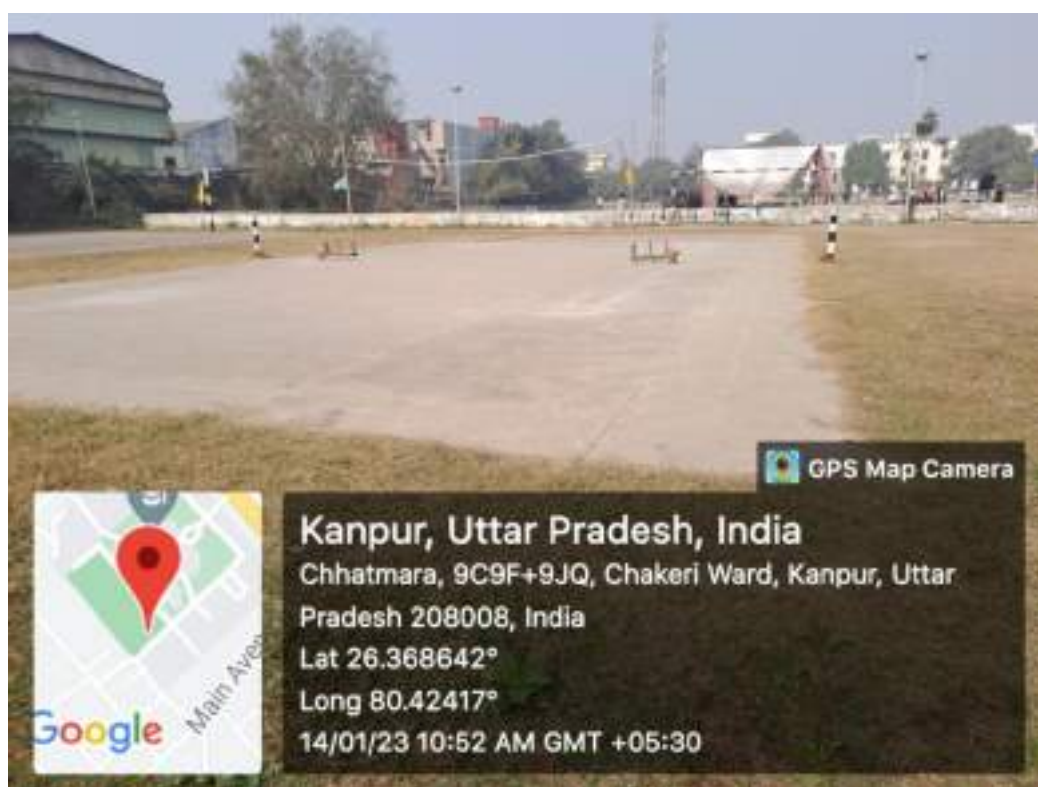 GPS Map Camera
Kanpur, Uttar Pradesh, India
Chhatmara, 9C9F+9JQ, Chakeri Ward, Kanpur, Uttar
Pradesh 208008, India
Lat 26.368642°
Long 80.42417°
14/01/23 10:52 AM GMT +05:30
Main Ave
Google